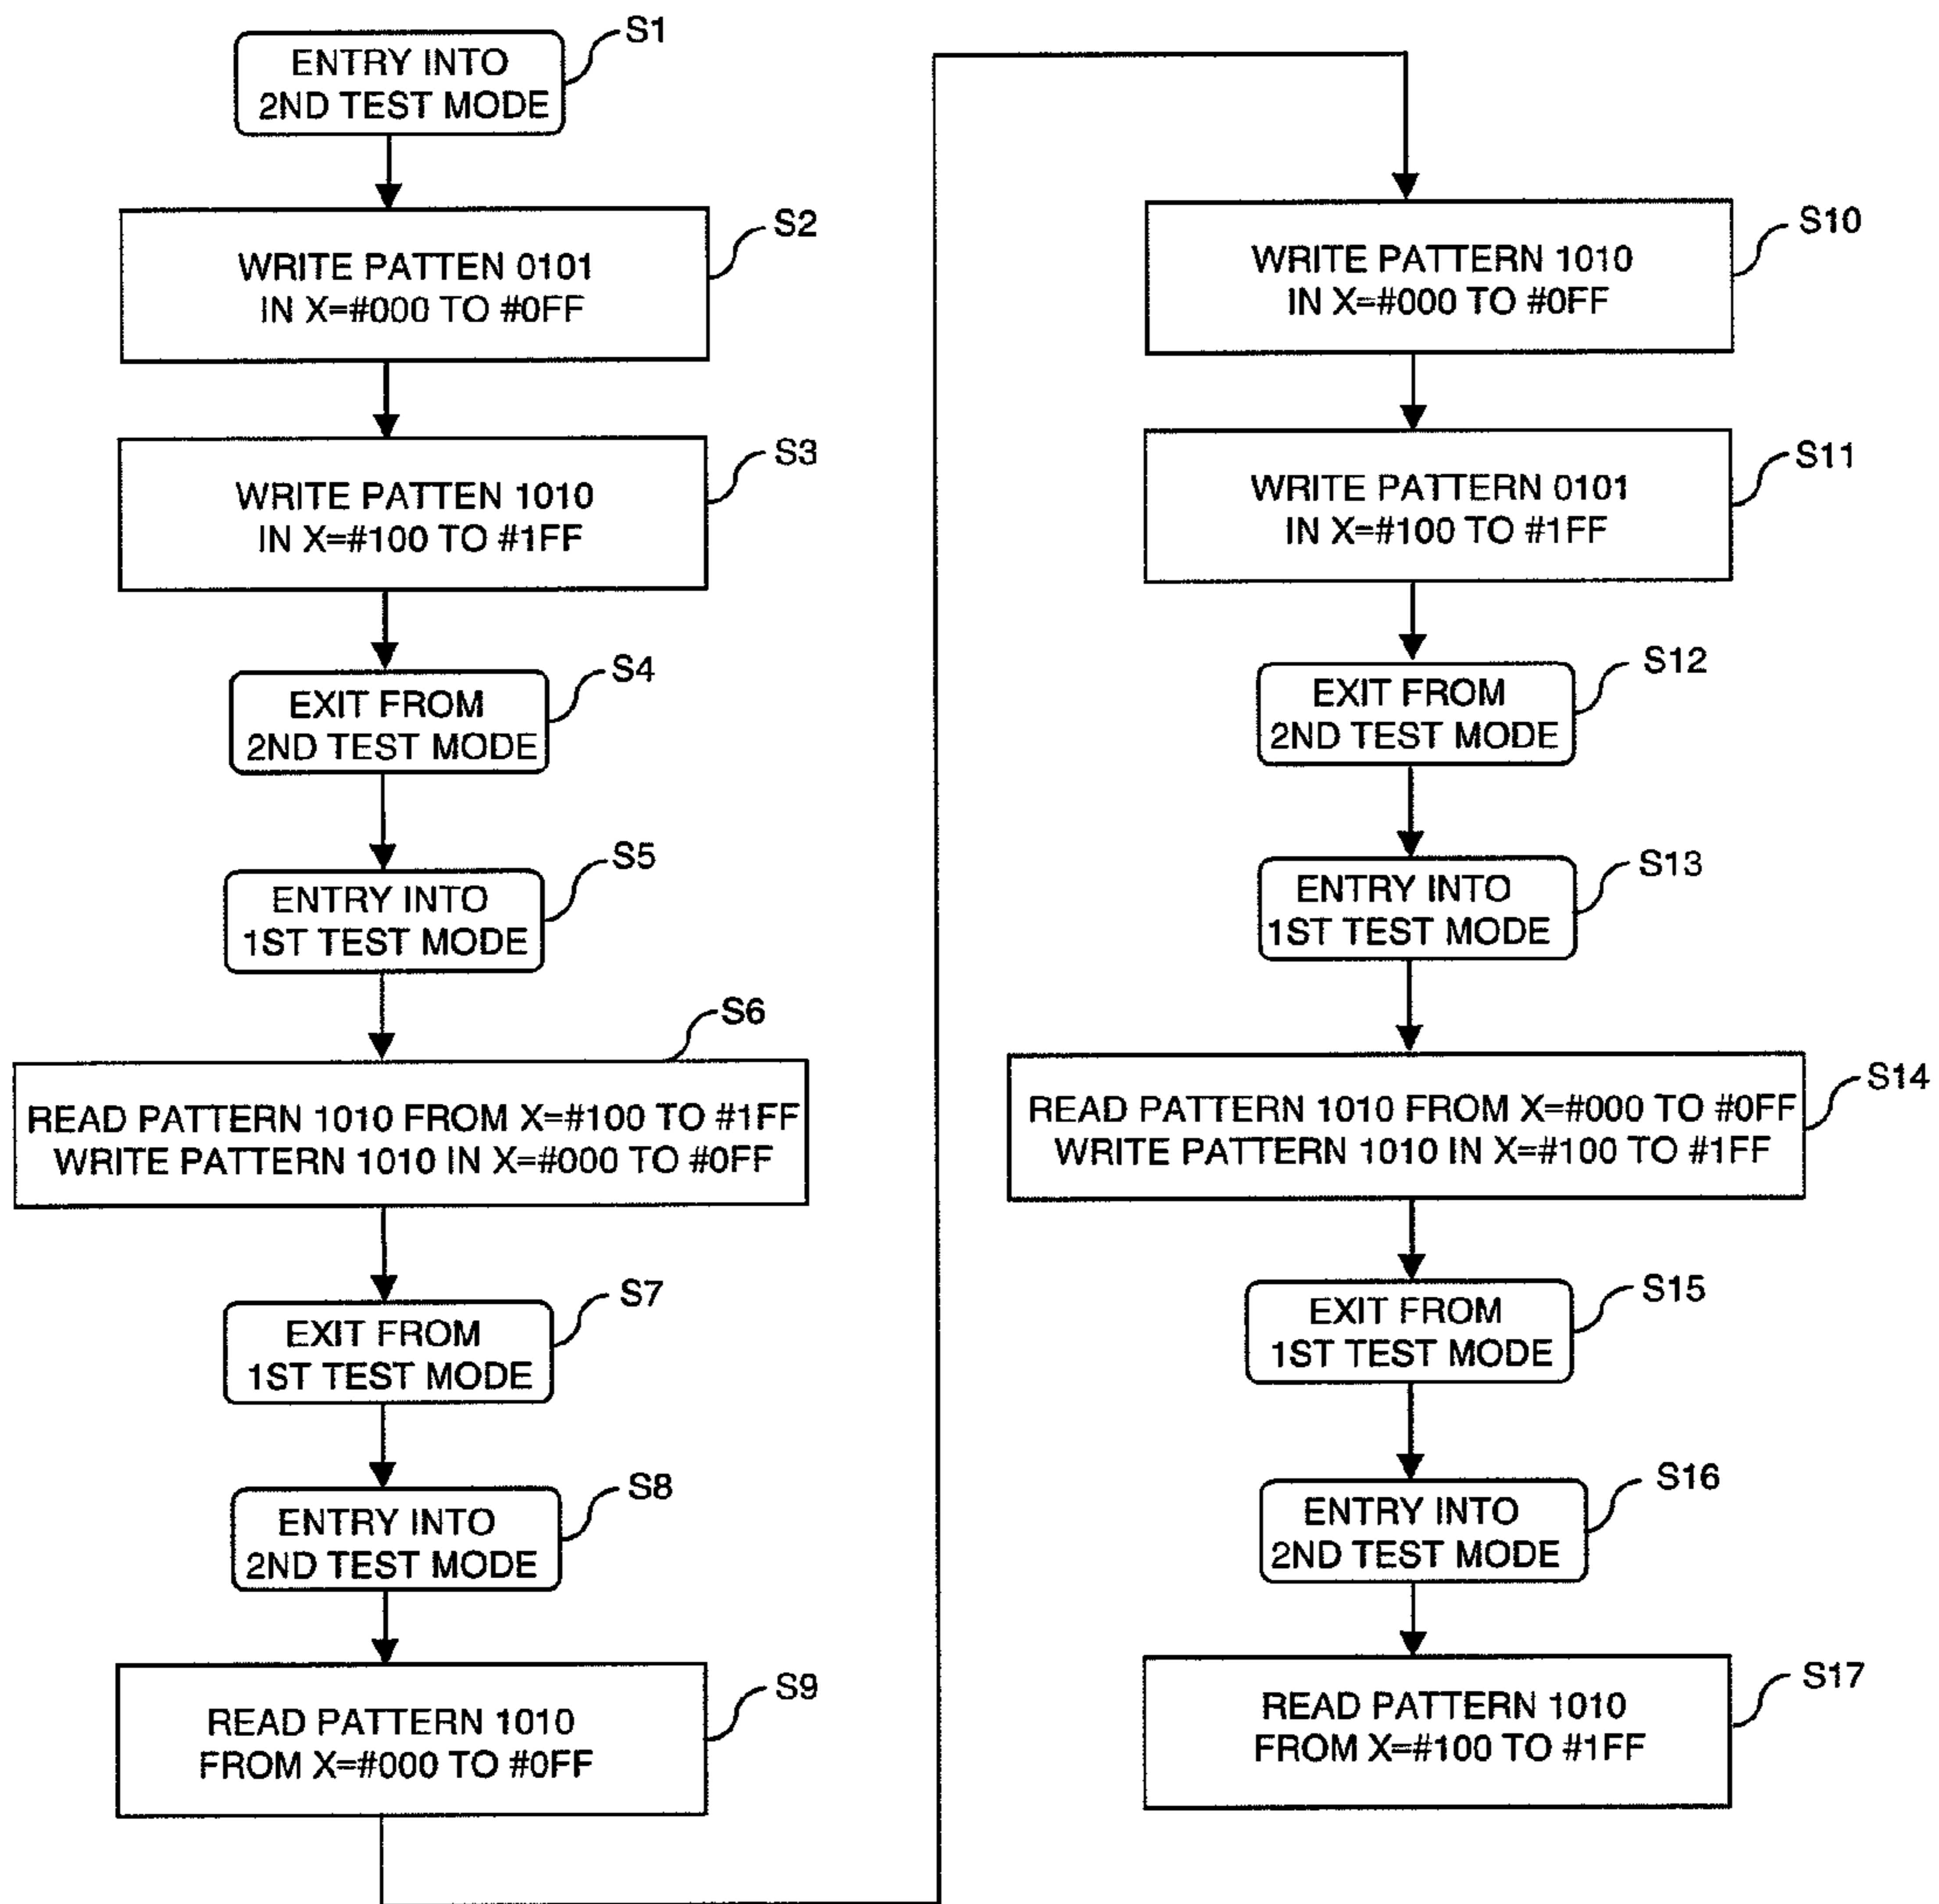 S1
ENTRY INTO
2ND TEST MODE
S2
WRITE PATTEN 0101
IN X=#000 TO #0FF
S3
WRITE PATTEN 1010
IN X=#100 TO #1FF
S4
EXIT FROM
2ND TEST MODE
S5
ENTRY INTO
1ST TEST MODE
S6
READ PATTERN 1010 FROM X=#100 TO #1FF
WRITE PATTERN 1010 IN X=#000 TO #0FF
S7
EXIT FROM
1ST TEST MODE
S8
ENTRY INTO
2ND TEST MODE
S9
READ PATTERN 1010
FROM X=#000 TO #0FF
S10
WRITE PATTERN 1010
IN X=#000 TO #0FF
S11
WRITE PATTERN 0101
IN X=#100 TO #1FF
S12
EXIT FROM
2ND TEST MODE
S13
ENTRY INTO
1ST TEST MODE
S14
READ PATTERN 1010 FROM X=#000 TO #0FF
WRITE PATTERN 1010 IN X=#100 TO #1FF
S15
EXIT FROM
1ST TEST MODE
S16
ENTRY INTO
2ND TEST MODE
S17
READ PATTERN 1010
FROM X=#100 TO #1FF